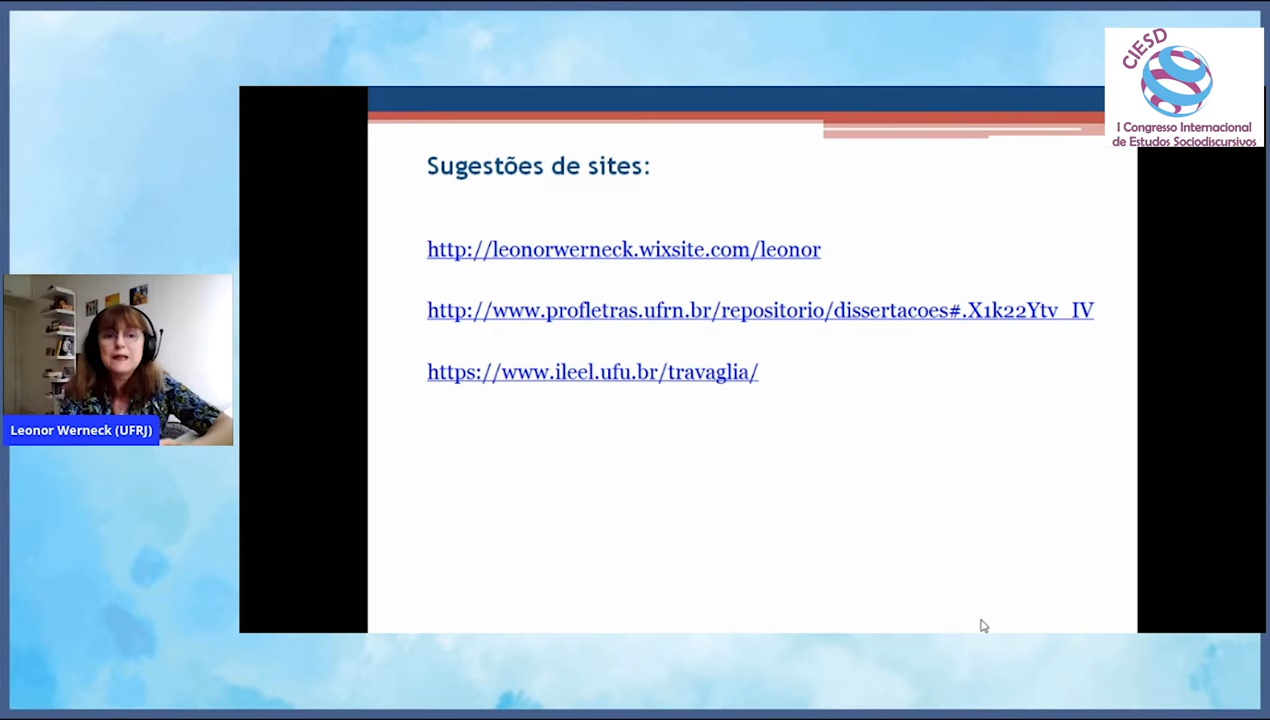 CIESD
I Congresso Internacional
de Estudos Sociodiscursivos
Sugestões de sites:
http://leonorwerneck.wixsite.com/leonor
http://www.profletras.ufrn.br/repositorio/dissertacoes#.X1k22Ytv_IV
https://www.ileel.ufu.br/travaglia/
Leonor Werneck (UFRJ)